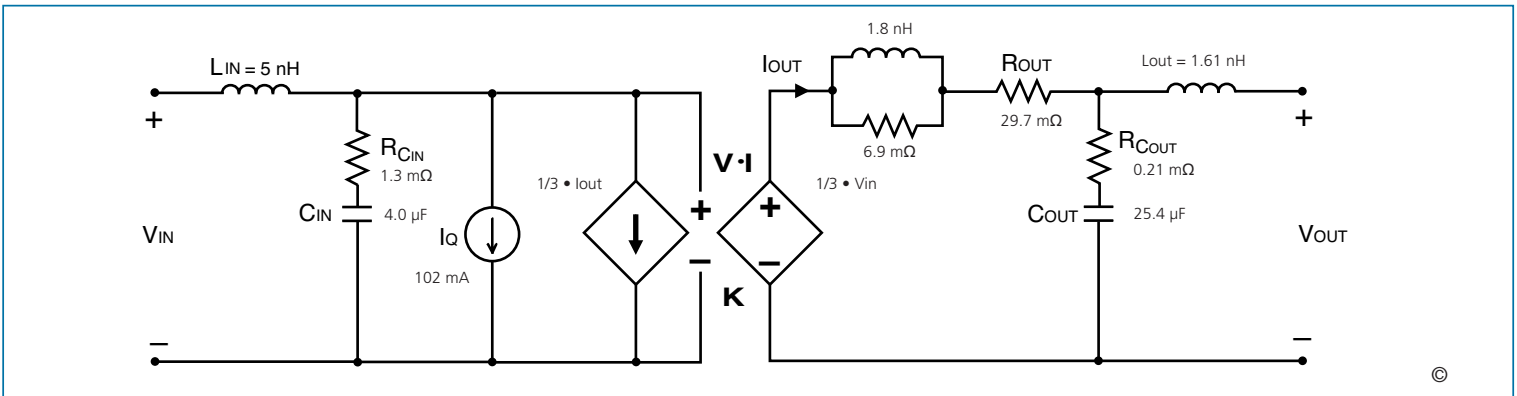 1.8 nH
LIN = 5 nH
IOUT
ROUT
Lout = 1.61 nH
+
+
+
RCIN
1.3 mΩ
6.9 mΩ
29.7 mΩ
RCOUT
0.21 mΩ
V·I
1/3 • Iout
1/3 • Vin
CIN
4.0 µF
+
+
COUT
25.4 µF
VIN
IQ
VOUT
–
–
102 mA
K
–
–
©